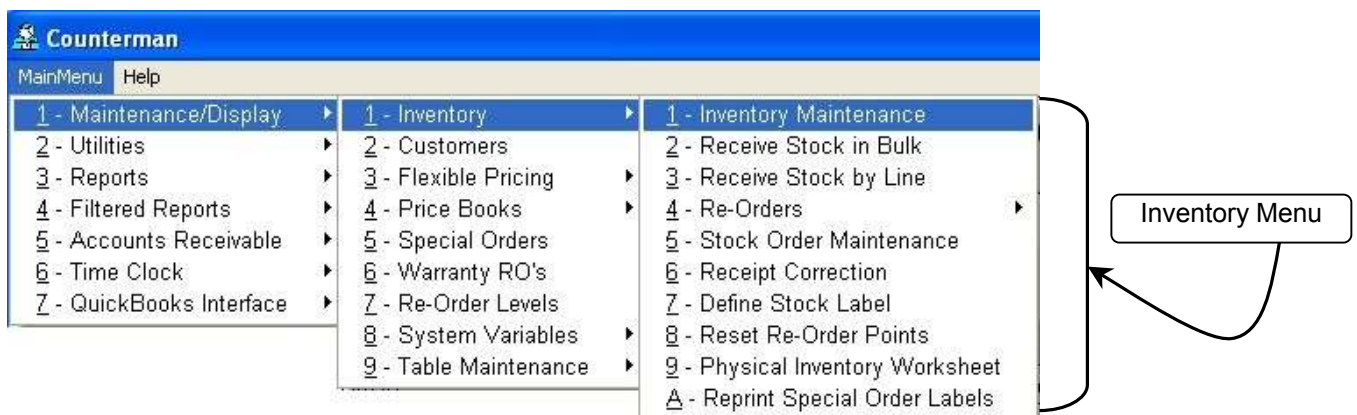 Counterman
MainMenu Help
1 - Maintenance/Display
2 - Utilities
3 - Reports
4 - Filtered Reports
5 - Accounts Receivable
6 - Time Clock
7 - QuickBooks Interface
1 - Inventory
2 - Customers
3 - Flexible Pricing
4 - Price Books
5 - Special Orders
6 - Warranty RO's
7 - Re-Order Levels
8 - System Variables
9 - Table Maintenance
1 - Inventory Maintenance
2 - Receive Stock in Bulk
3 - Receive Stock by Line
4 - Re-Orders
5 - Stock Order Maintenance
6 - Receipt Correction
7 - Define Stock Label
8 - Reset Re-Order Points
9 - Physical Inventory Worksheet
A - Reprint Special Order Labels
Inventory Menu